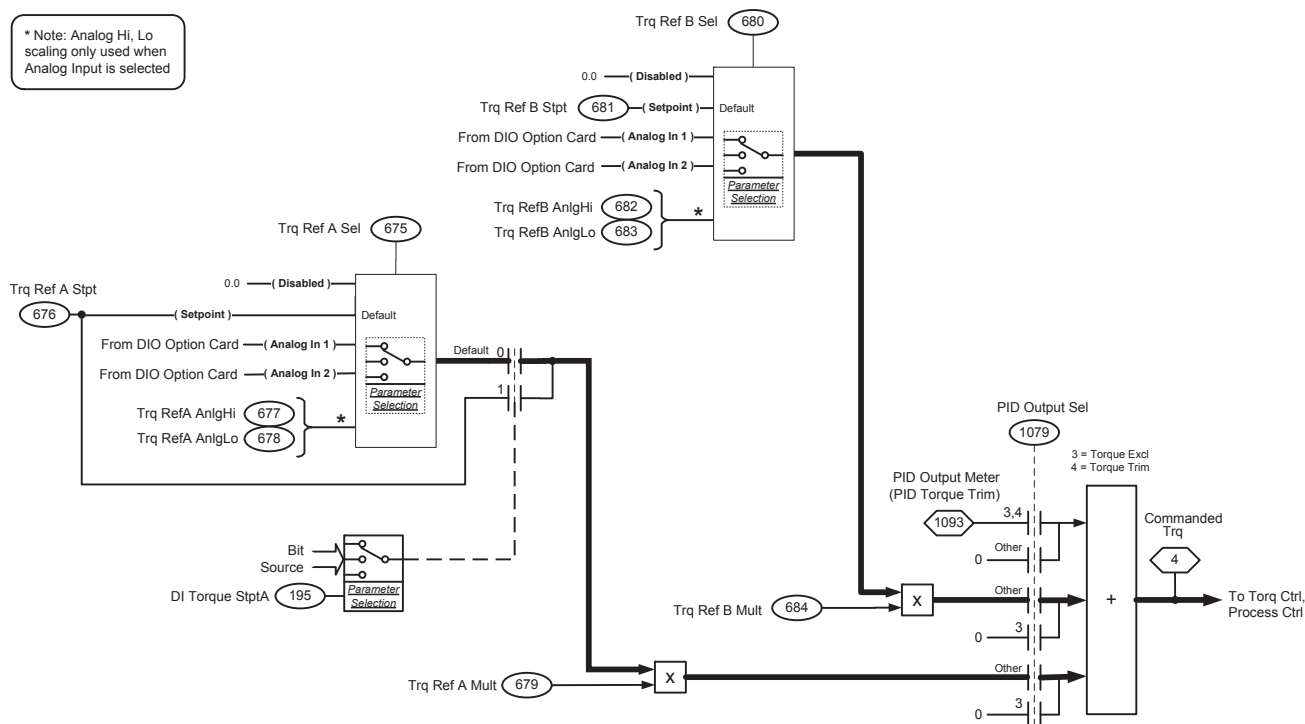 * Note: Analog Hi, Lo
scaling only used when
Analog Input is selected
Trq Ref B Sel
680
0.0
( Disabled )
Trq Ref B Stpt
681
( Setpoint )
Default
From DIO Option Card
( Analog In 1 )
From DIO Option Card
( Analog In 2 )
Parameter
Selection
Trq RefB AnlgHi
682
*
Trq RefB AnlgLo
683
Trq Ref A Sel
675
0.0
( Disabled )
Trq Ref A Stpt
676
( Setpoint )
Default
From DIO Option Card
( Analog In 1 )
From DIO Option Card
( Analog In 2 )
Parameter
Selection
Trq RefA AnlgHi
677
*
Trq RefA AnlgLo
678
Default
0
1
Bit
Source
DI Torque StptA
195
Parameter
Selection
PID Output Sel
1079
3 = Torque Excl
4 = Torque Trim
PID Output Meter
(PID Torque Trim)
1093
3,4
Other
0
Commanded
Trq
4
Trq Ref B Mult
684
X
Other
3
0
+
To Torq Ctrl,
Process Ctrl
Trq Ref A Mult
679
X
Other
3
0